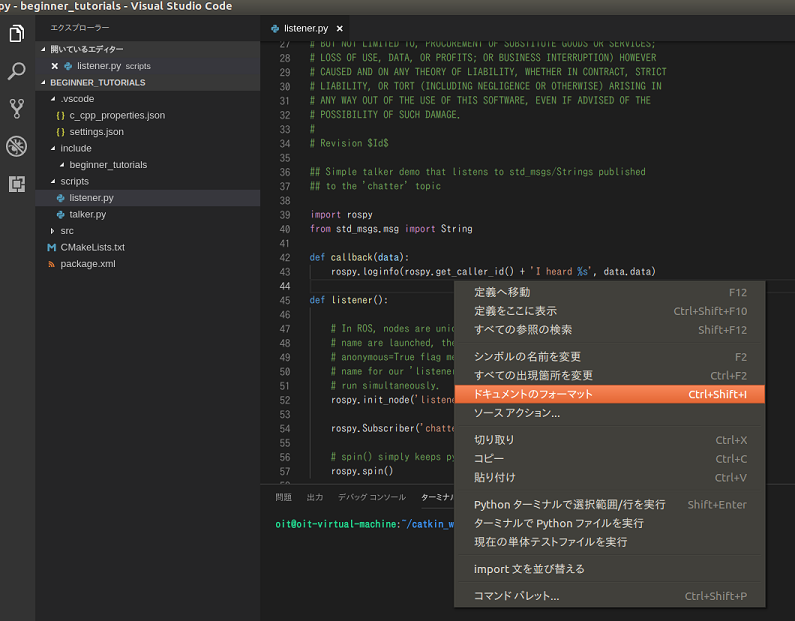 py - beginner_tutorials - Visual Studio Code
エクスプローラー
開いているエディター
listener.py scripts
BEGINNER_TUTORIALS
.vscode
{ } c_cpp_properties.json
{ } settings.json
include
beginner_tutorials
scripts
listener.py
talker.py
src
CMakeLists.txt
package.xml
listener.py
27 # BUT NOT LIMITED TO, PROCUREMENT OF SUBSTITUTE GOODS OR SERVICES;
28 # LOSS OF USE, DATA, OR PROFITS; OR BUSINESS INTERRUPTION) HOWEVER
29 # CAUSED AND ON ANY THEORY OF LIABILITY, WHETHER IN CONTRACT, STRICT
30 # LIABILITY, OR TORT (INCLUDING NEGLIGENCE OR OTHERWISE) ARISING IN
31 # ANY WAY OUT OF THE USE OF THIS SOFTWARE, EVEN IF ADVISED OF THE
32 # POSSIBILITY OF SUCH DAMAGE.
33 #
34 # Revision $Id$
35
36 ## Simple talker demo that listens to std_msgs/Strings published
37 ## to the 'chatter' topic
38
39 import rospy
40 from std_msgs.msg import String
41
42 def callback(data):
43 rospy.loginfo(rospy.get_caller_id() + 'I heard %s', data.data)
44
45 def listener():
46
47 # In ROS, nodes are
48 # name are launched,
49 # anonymous=True flag
50 # name for our 'listener
51 # run simultaneously.
52 rospy.init_node('listene
53
54 rospy.Subscriber('chatte
55
56 # spin() simply keeps
57 rospy.spin()
定義へ移動 F12
定義をここに表示 Ctrl+Shift+F10
すべての参照の検索 Shift+F12
シンボルの名前を変更 F2
すべての出現箇所を変更 Ctrl+F2
ドキュメントのフォーマット Ctrl+Shift+I
ソース アクション...
切り取り Ctrl+X
コピー Ctrl+C
貼り付け Ctrl+V
Python ターミナルで選択範囲/行を実行 Shift+Enter
ターミナルで Python ファイルを実行
現在の単体テストファイルを実行
import 文を並び替える
コマンド パレット... Ctrl+Shift+P
問題 出力 デバッグ コンソール ターミナル
oit@oit-virtual-machine:~/catkin_w